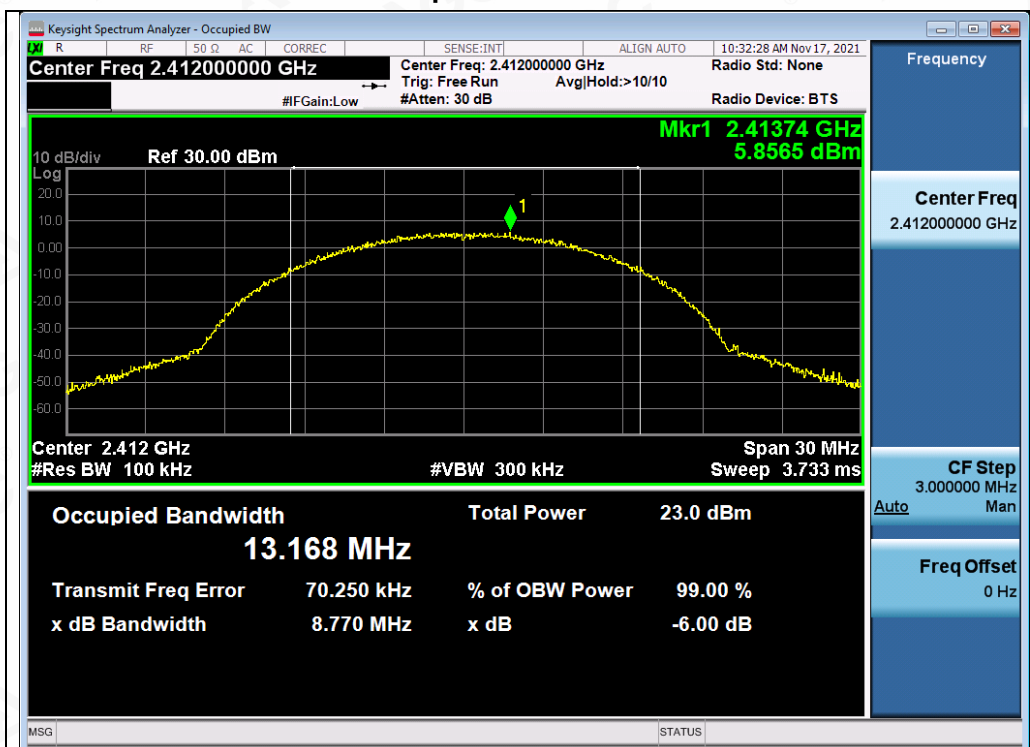 Keysight Spectrum Analyzer - Occupied BW
LXI R RF 50 Ω AC CORREC SENSE:INT ALIGN AUTO 10:32:28 AM Nov 17, 2021
Center Freq 2.412000000 GHz
Center Freq: 2.412000000 GHz
Radio Std: None
Trig: Free Run Avg|Hold:>10/10
#IFGain:Low
#Atten: 30 dB
Radio Device: BTS
Mkr1 2.41374 GHz
5.8565 dBm
10 dB/div Ref 30.00 dBm
Log
20.0
10.0
0.00
-10.0
-20.0
-30.0
-40.0
-50.0
-60.0
1
Center 2.412 GHz
Span 30 MHz
#Res BW 100 kHz
#VBW 300 kHz
Sweep 3.733 ms
Occupied Bandwidth
13.168 MHz
Total Power 23.0 dBm
Transmit Freq Error 70.250 kHz
% of OBW Power 99.00 %
x dB Bandwidth 8.770 MHz
x dB -6.00 dB
Frequency
Center Freq
2.412000000 GHz
CF Step
3.000000 MHz
Auto Man
Freq Offset
0 Hz
MSG
STATUS